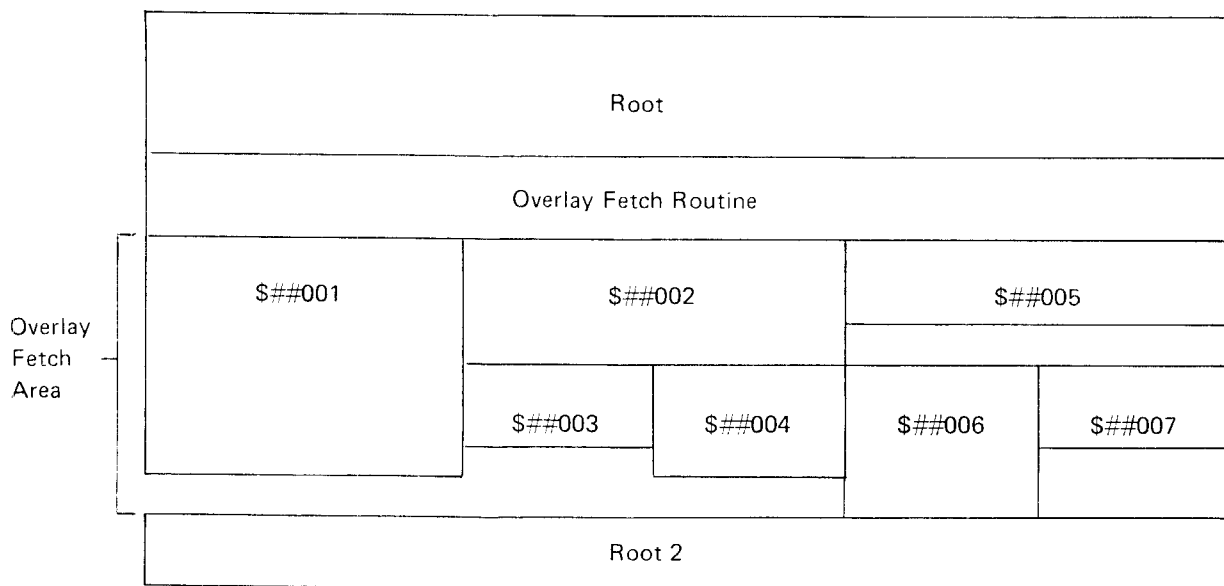 Root
Overlay Fetch Routine
$##001
$##002
$##005
Overlay
Fetch
Area
$##003
$##004
$##006
$##007
Root 2